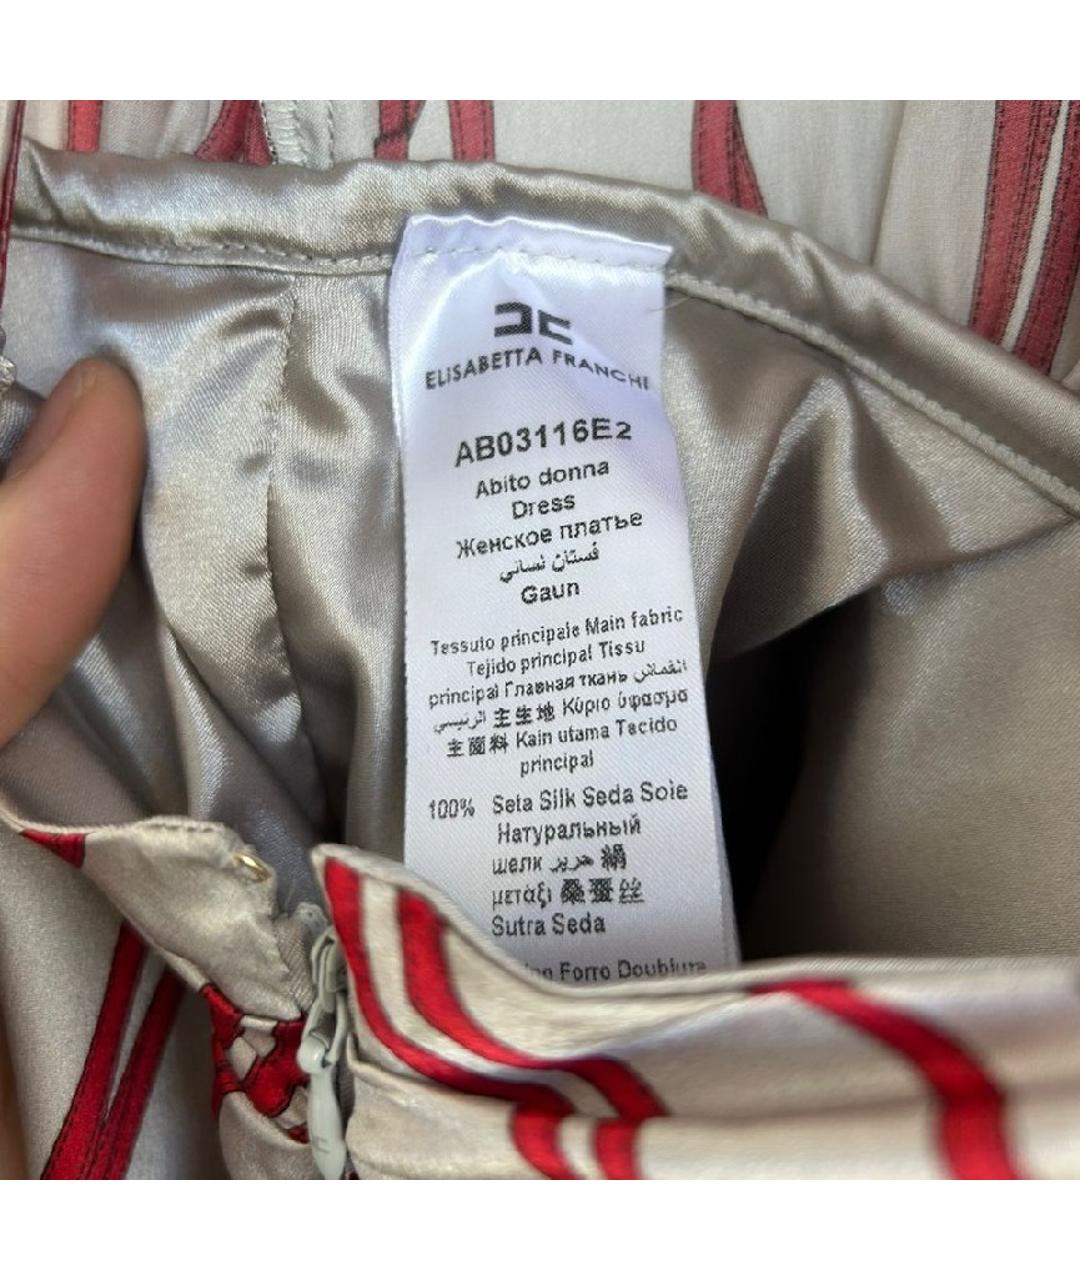 ELISABETTA FRANCHI
AB03116E2
Abito donna
Dress
Женское платье
فستان نسائي
Gaun
Tessuto principale Main fabric
Tejido principal Tissu
principal Главная ткань القماش
الرئيسي 主生地 Κύριο ύφασμα
主面料 Kain utama Tecido
principal
100% Seta Silk Seda Soie
Натуральный
шелк حرير 絹
μετάξι 桑蚕丝
Sutra Seda
Forro Doublure